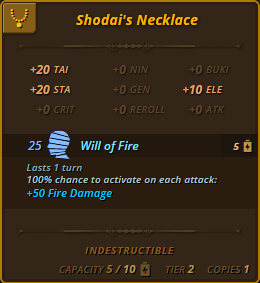 Shodai's Necklace
+20 TAI +0 NIN +0 BUKI
+20 STA +0 GEN +10 ELE
+0 CRIT +0 REROLL +0 ATK
25 Will of Fire 5
Lasts 1 turn
100% chance to activate on each attack:
+50 Fire Damage
INDESTRUCTIBLE
CAPACITY 5 / 10 TIER 2 COPIES 1